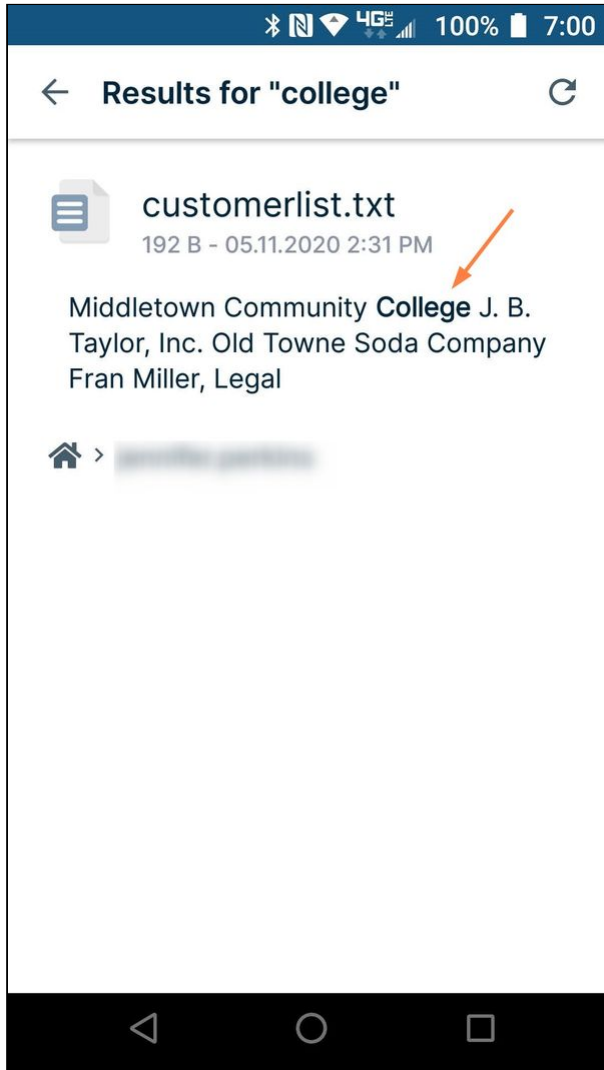 4G LTE 100% 7:00
Results for "college"
customerlist.txt
192 B - 05.11.2020 2:31 PM
Middletown Community College J. B.
Taylor, Inc. Old Towne Soda Company
Fran Miller, Legal
>